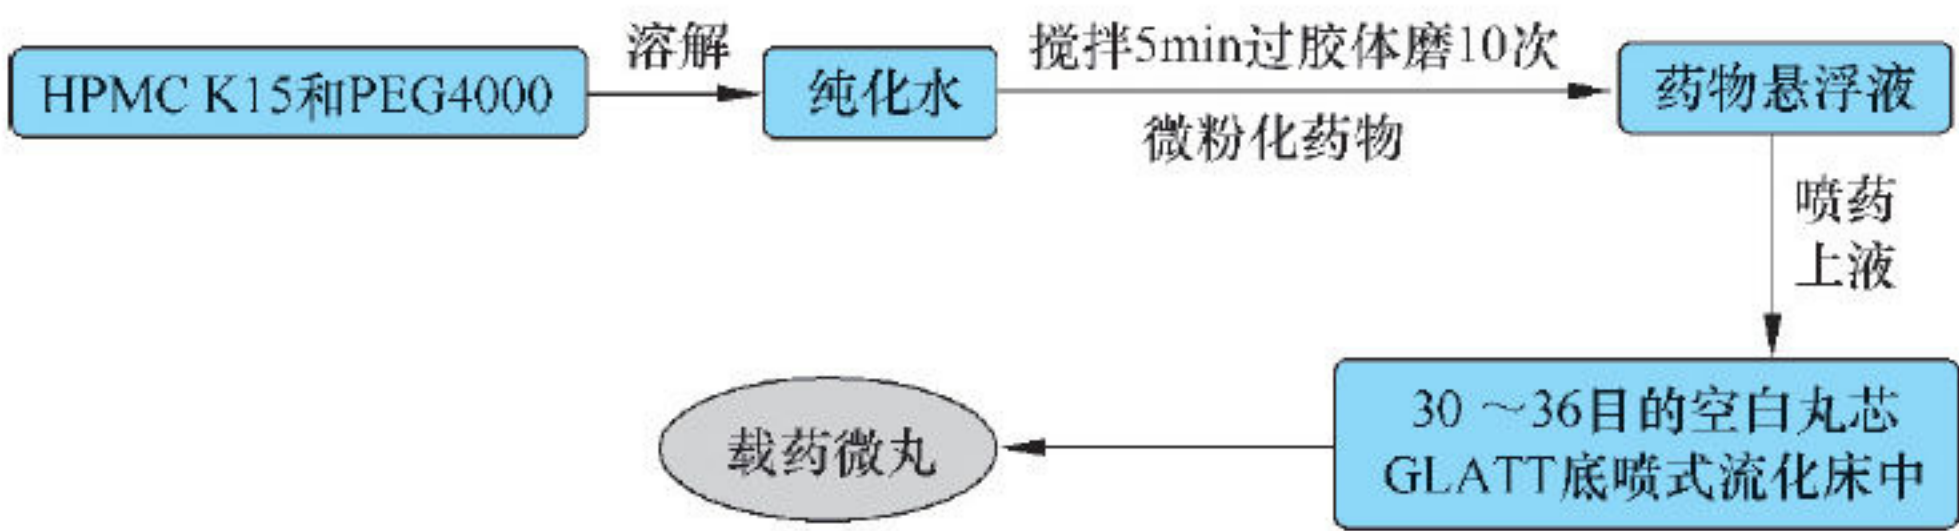 HPMC K15和PEG4000
溶解
纯化水
搅拌5min过胶体磨10次
微粉化药物
药物悬浮液
喷药
上液
30 ～36目的空白丸芯
GLATT底喷式流化床中
载药微丸